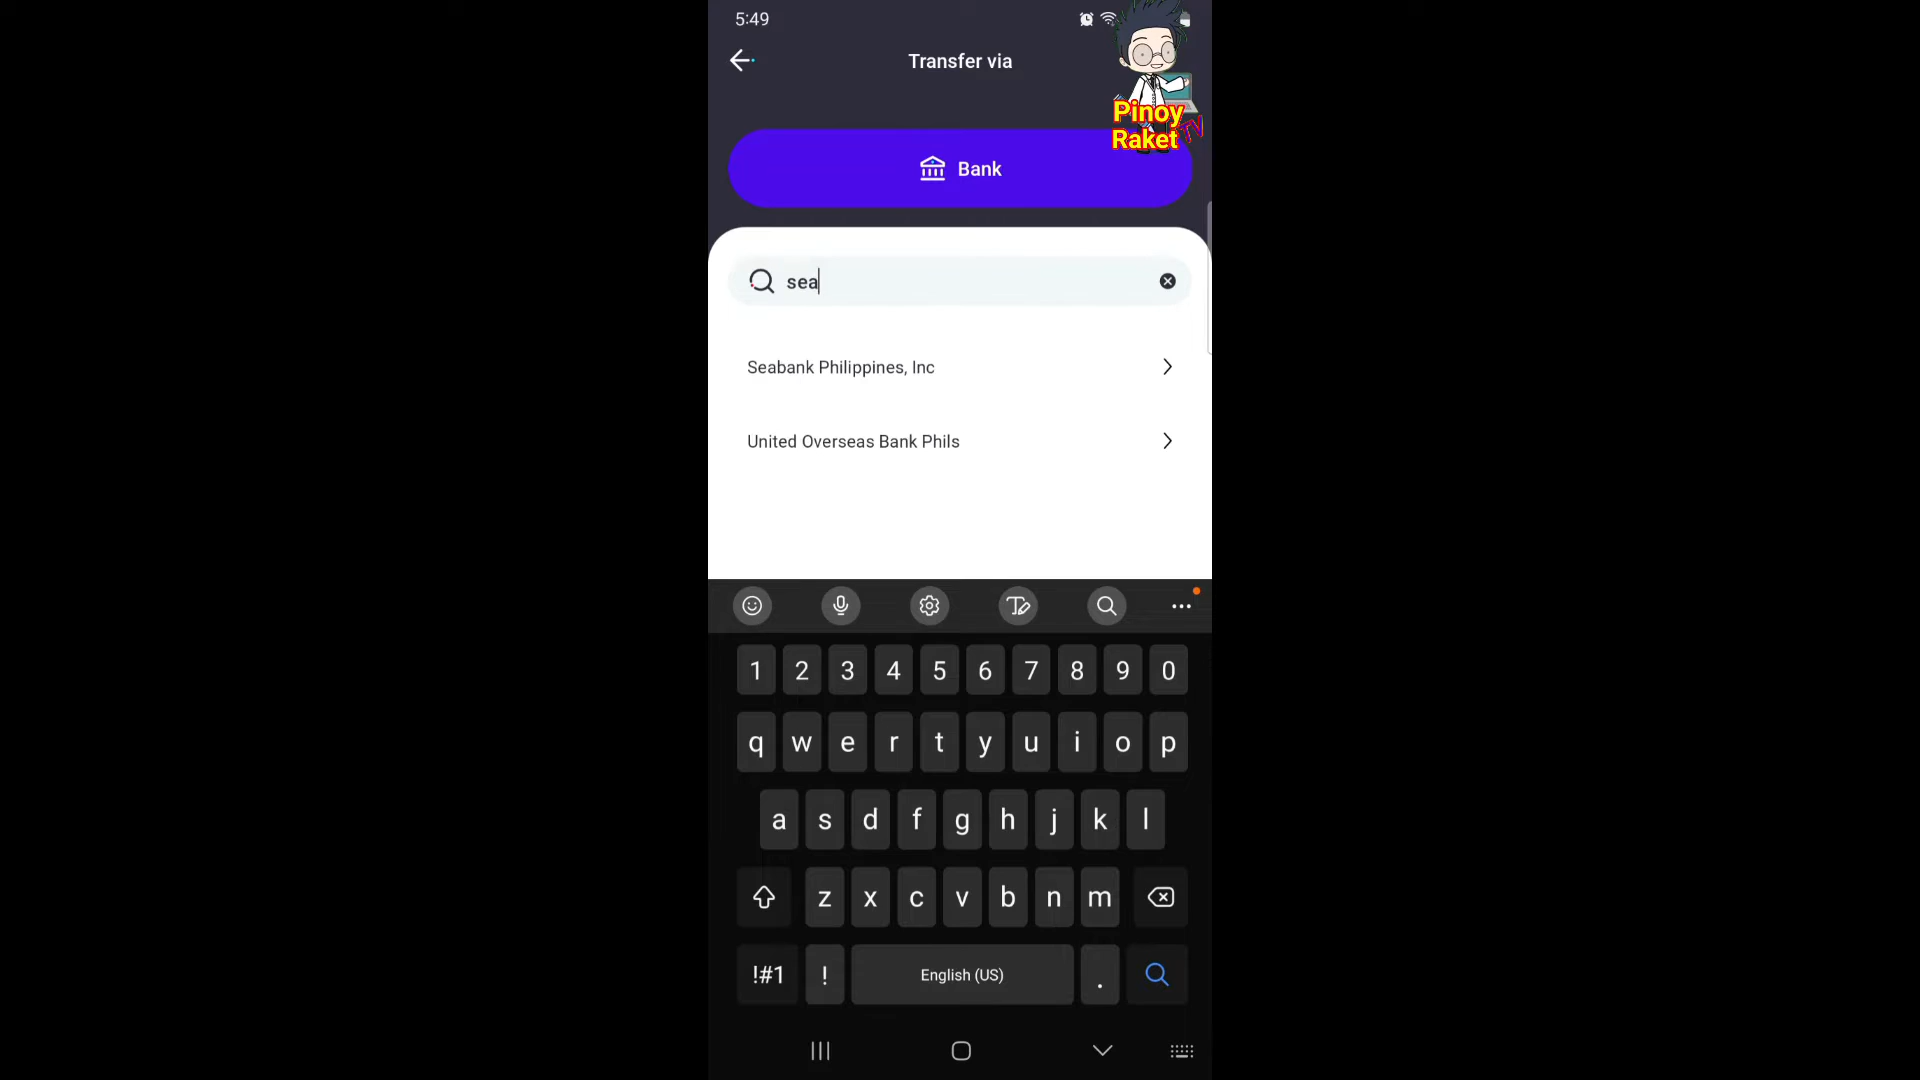 5:49
Transfer via
Pinoy
Raket TV
Bank
sea
Seabank Philippines, Inc
United Overseas Bank Phils
1 2 3 4 5 6 7 8 9 0
q w e r t y u i o p
a s d f g h j k l
z x c v b n m
!#1 ! English (US) .